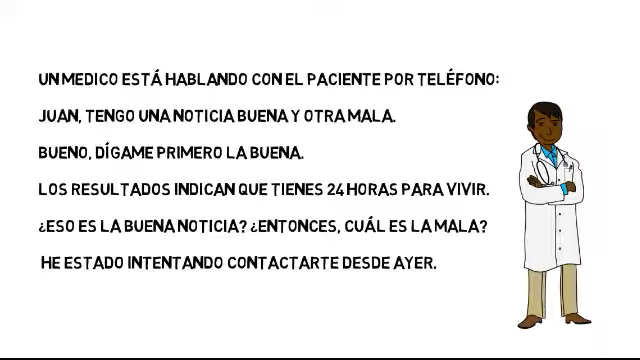 UN MEDICO ESTÁ HABLANDO CON EL PACIENTE POR TELÉFONO:
JUAN, TENGO UNA NOTICIA BUENA Y OTRA MALA.
BUENO, DÍGAME PRIMERO LA BUENA.
LOS RESULTADOS INDICAN QUE TIENES 24 HORAS PARA VIVIR.
¿ESO ES LA BUENA NOTICIA? ¿ENTONCES, CUÁL ES LA MALA?
HE ESTADO INTENTANDO CONTACTARTE DESDE AYER.